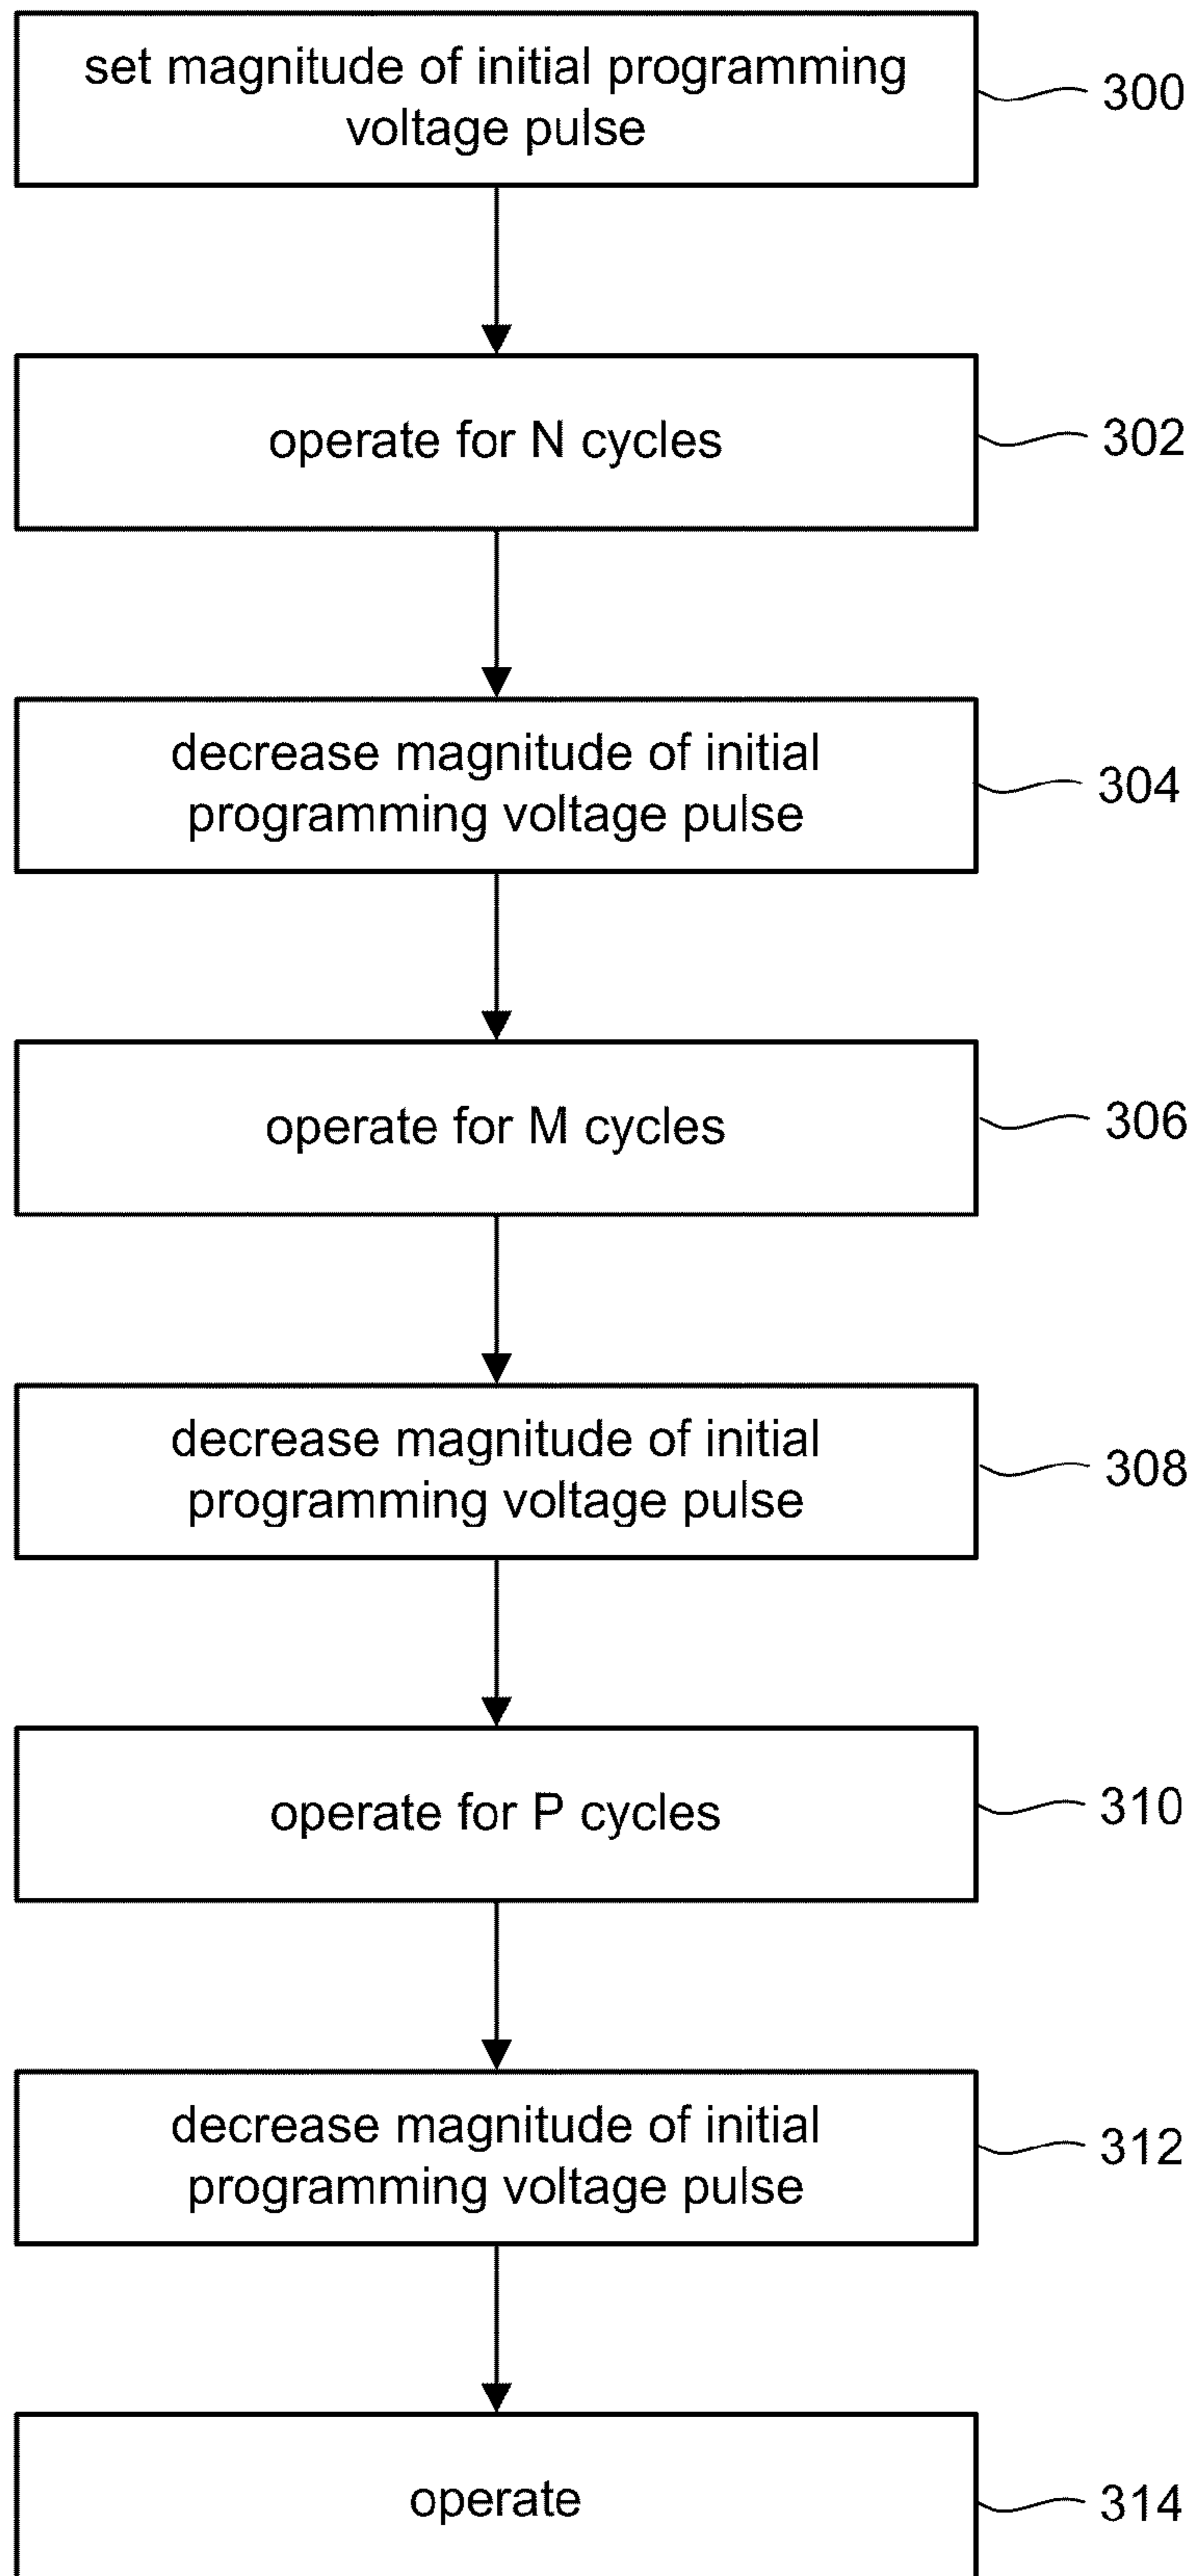 set magnitude of initial programming
voltage pulse
300
operate for N cycles
302
decrease magnitude of initial
programming voltage pulse
304
operate for M cycles
306
decrease magnitude of initial
programming voltage pulse
308
operate for P cycles
310
decrease magnitude of initial
programming voltage pulse
312
operate
314